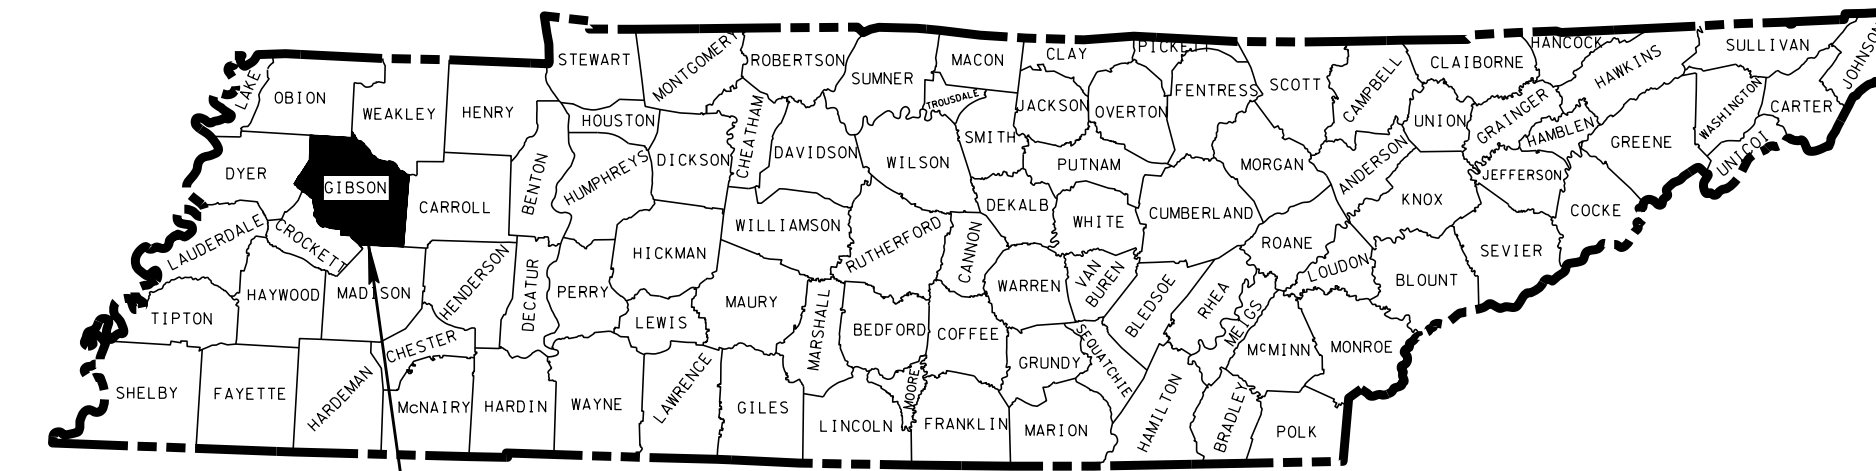 STEWART
MONTGOMERY
ROBERTSON
SUMNER
MACON
CLAY
PICKETT
FENTRESS
SCOTT
CAMPBELL
CLAIBORNE
HANCOCK
HAWKINS
SULLIVAN
JOHNSON
LAKE
OBION
WEAKLEY
HENRY
HOUSTON
CHEATHAM
TROUSDALE
JACKSON
OVERTON
UNION
GRAINGER
HAMBLEN
WASHINGTON
CARTER
UNICOI
GREENE
SMITH
DICKSON
DAVIDSON
WILSON
PUTNAM
MORGAN
ANDERSON
JEFFERSON
DYER
GIBSON
CARROLL
BENTON
HUMPHREYS
WILLIAMSON
RUTHERFORD
CANNON
DEKALB
WHITE
CUMBERLAND
KNOX
COCKE
LAUDERDALE
CROCKETT
HICKMAN
ROANE
SEVIER
LOUDON
BLOUNT
HAYWOOD
MADISON
HENDERSON
DECATUR
PERRY
MAURY
WARREN
VAN
BUREN
BLEDSOE
RHEA
MEIGS
TIPTON
CHESTER
LEWIS
MARSHALL
BEDFORD
COFFEE
GRUNDY
SEQUATCHIE
McMINN
MONROE
SHELBY
FAYETTE
HARDEMAN
McNAIRY
HARDIN
WAYNE
LAWRENCE
GILES
LINCOLN
MOORE
FRANKLIN
MARION
HAMILTON
BRADLEY
POLK